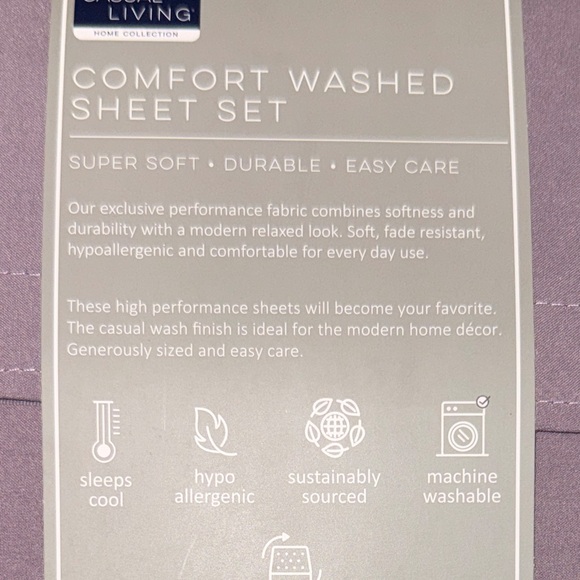 CASUAL
LIVING
HOME COLLECTION
COMFORT WASHED
SHEET SET
SUPER SOFT • DURABLE • EASY CARE
Our exclusive performance fabric combines softness and
durability with a modern relaxed look. Soft, fade resistant,
hypoallergenic and comfortable for every day use.
These high performance sheets will become your favorite.
The casual wash finish is ideal for the modern home décor.
Generously sized and easy care.
sleeps
cool
hypo
allergenic
sustainably
sourced
machine
washable